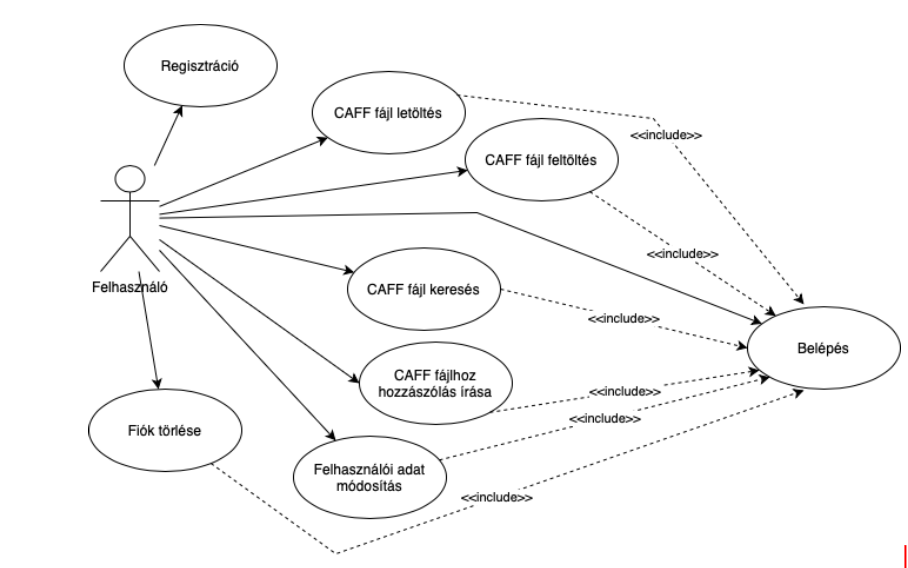 Regisztráció
CAFF fájl letöltés
<<include>>
CAFF fájl feltöltés
<<include>>
Felhasználó
CAFF fájl keresés
<<include>>
Belépés
CAFF fájlhoz
hozzászólás írása
<<include>>
<<include>>
Fiók törlése
Felhasználói adat
módosítás
<<include>>